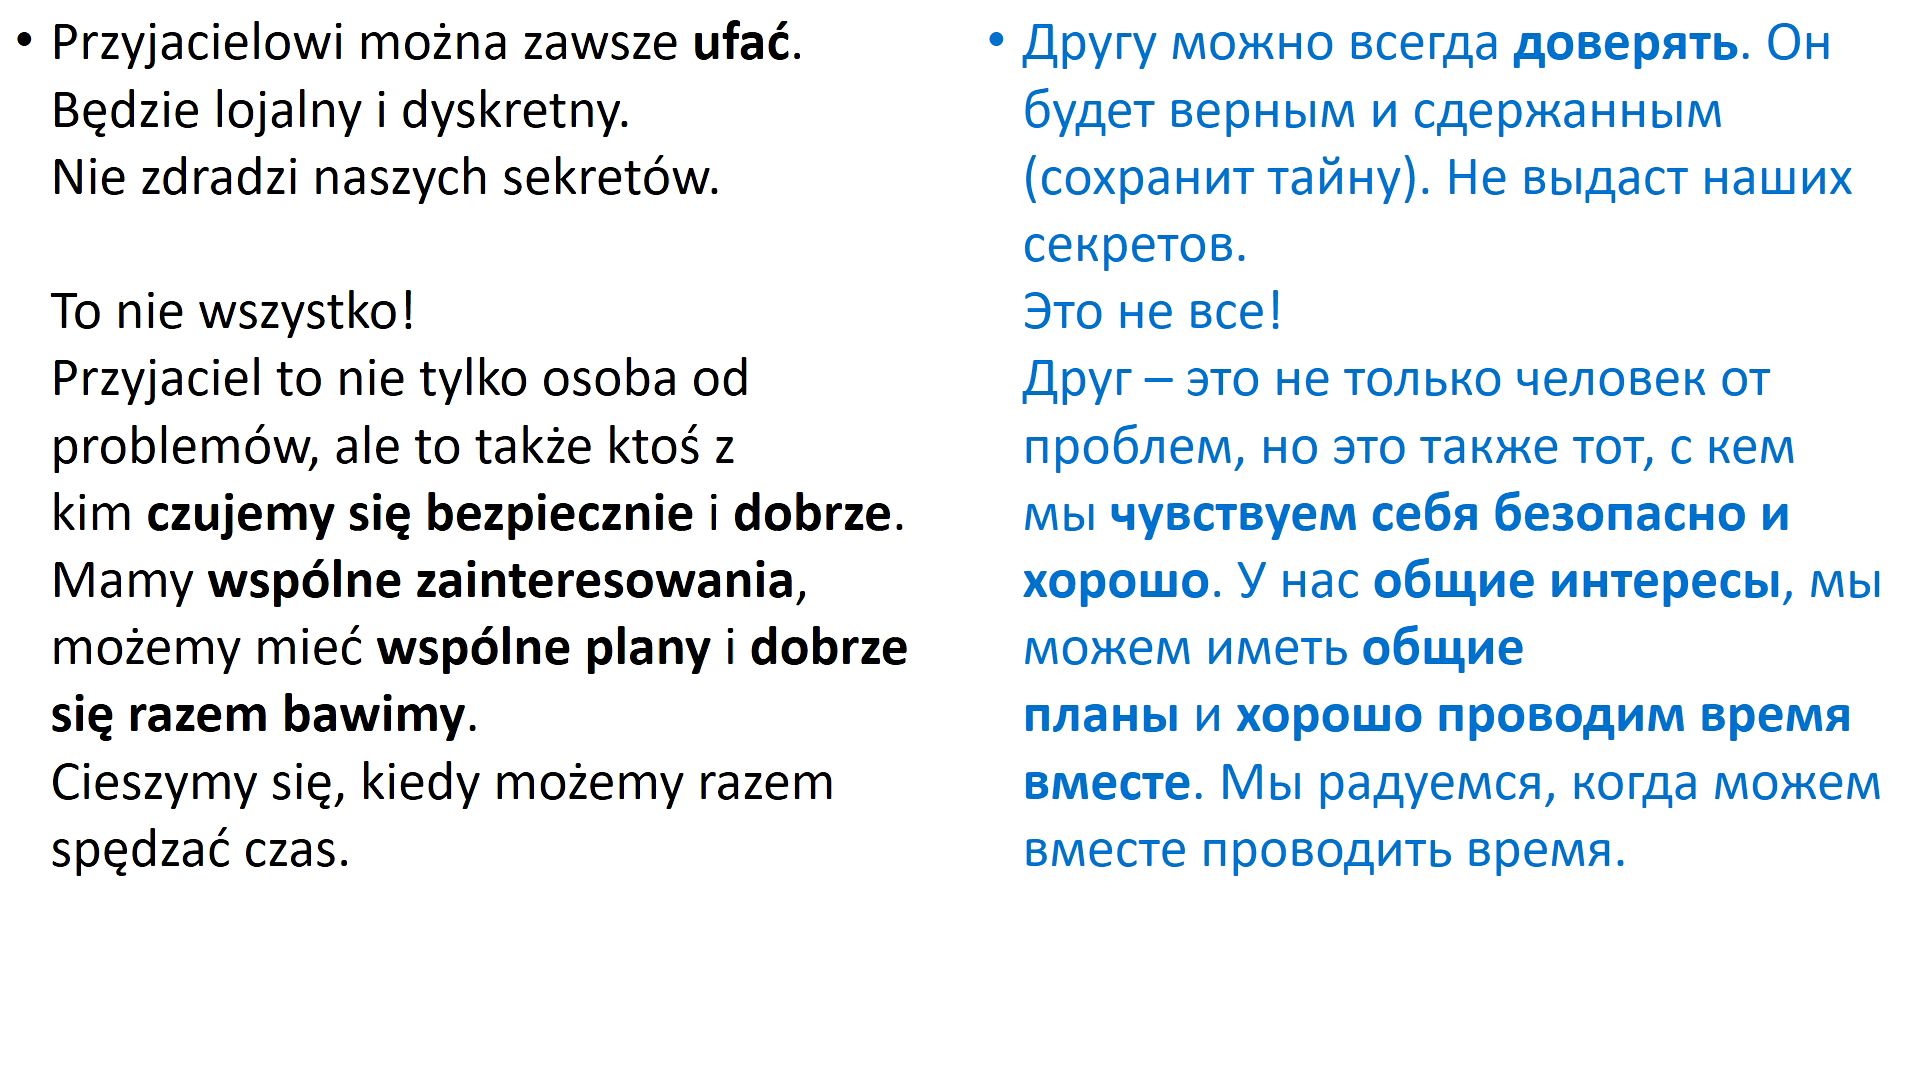 • Przyjacielowi można zawsze ufać.
Będzie lojalny i dyskretny.
Nie zdradzi naszych sekretów.
To nie wszystko!
Przyjaciel to nie tylko osoba od
problemów, ale to także ktoś z
kim czujemy się bezpiecznie i dobrze.
Mamy wspólne zainteresowania,
możemy mieć wspólne plany i dobrze
się razem bawimy.
Cieszymy się, kiedy możemy razem
spędzać czas.
• Другу можно всегда доверять. Он
будет верным и сдержанным
(сохранит тайну). Не выдаст наших
секретов.
Это не все!
Друг – это не только человек от
проблем, но это также тот, с кем
мы чувствуем себя безопасно и
хорошо. У нас общие интересы, мы
можем иметь общие
планы и хорошо проводим время
вместе. Мы радуемся, когда можем
вместе проводить время.